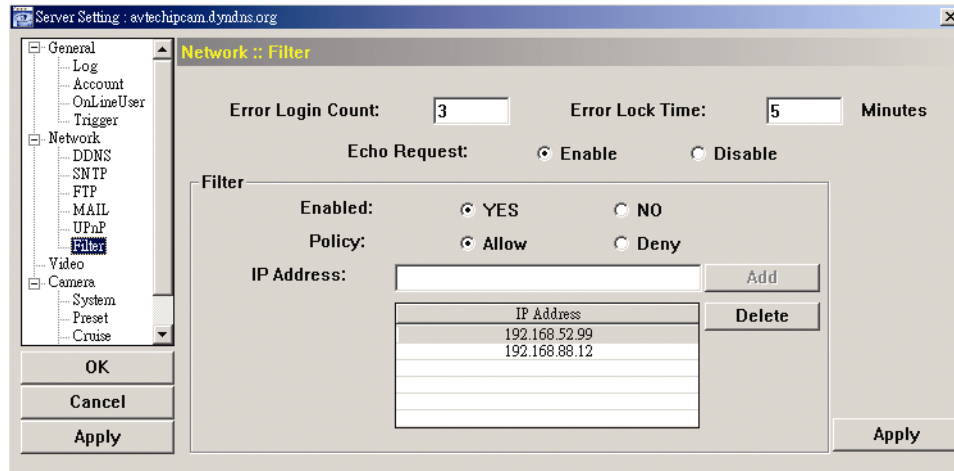 Server Setting : avtechipcam.dyndns.org
General
Log
Account
OnLineUser
Trigger
Network
DDNS
SNTP
FTP
MAIL
UPnP
Filter
Video
Camera
System
Preset
Cruise
OK
Cancel
Apply
Network :: Filter
Error Login Count: 3 Error Lock Time: 5 Minutes
Echo Request: Enable Disable
Filter
Enabled: YES NO
Policy: Allow Deny
IP Address: Add
IP Address Delete
192.168.52.99
192.168.88.12
Apply